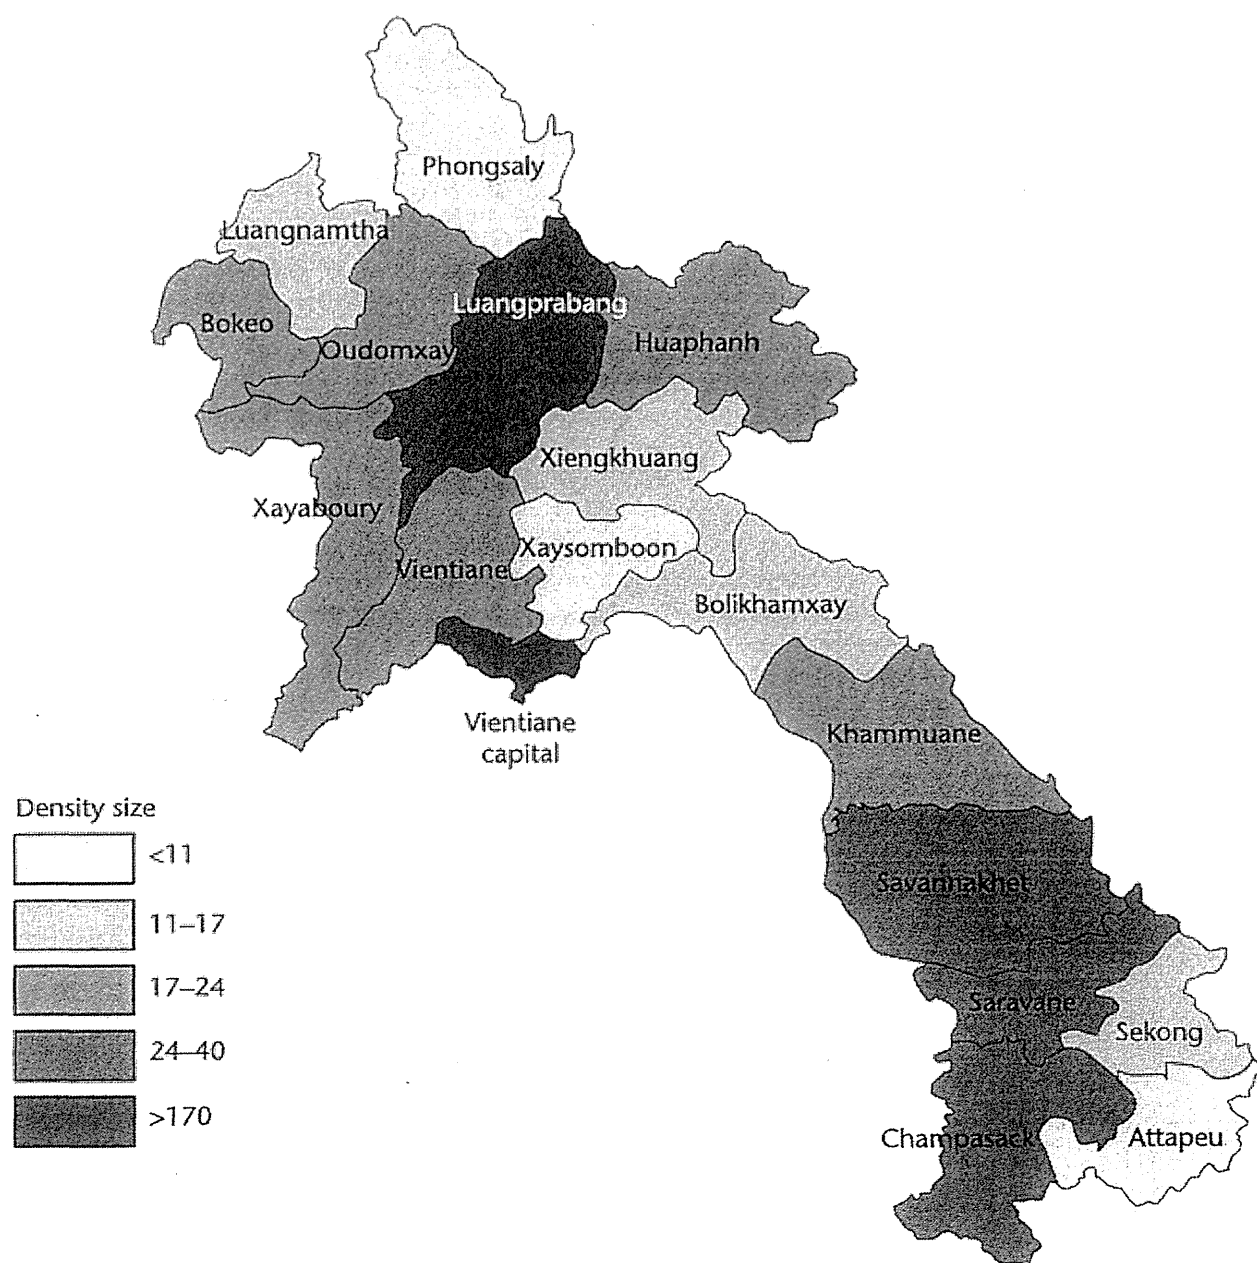 Phongsaly
Luangnamtha
Luangprabang
Bokeo
Oudomxay
Huaphanh
Xiengkhuang
Xayaboury
Xaysomboon
Vientiane
Bolikhamxay
Vientiane
capital
Khammuane
Density size
<11
11–17
17–24
24–40
>170
Savannakhet
Saravane
Sekong
Champasack
Attapeu